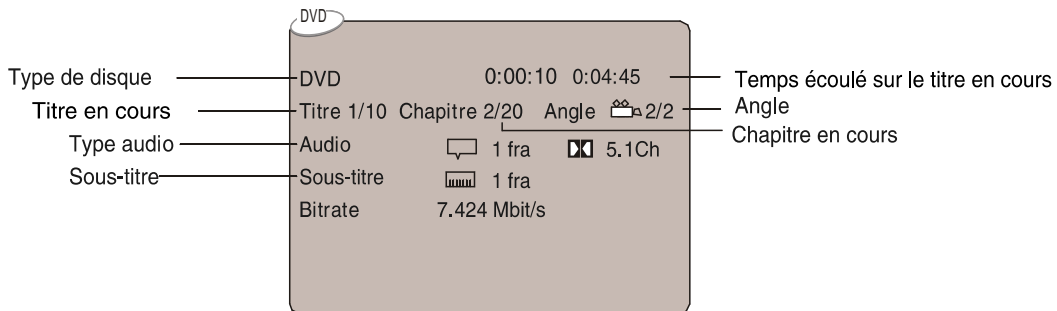 DVD
Type de disque DVD 0:00:10 0:04:45 Temps écoulé sur le titre en cours
Titre en cours Titre 1/10 Chapitre 2/20 Angle 2/2 Angle
Chapitre en cours
Type audio Audio 1 fra 5.1Ch
Sous-titre Sous-titre 1 fra
Bitrate 7.424 Mbit/s